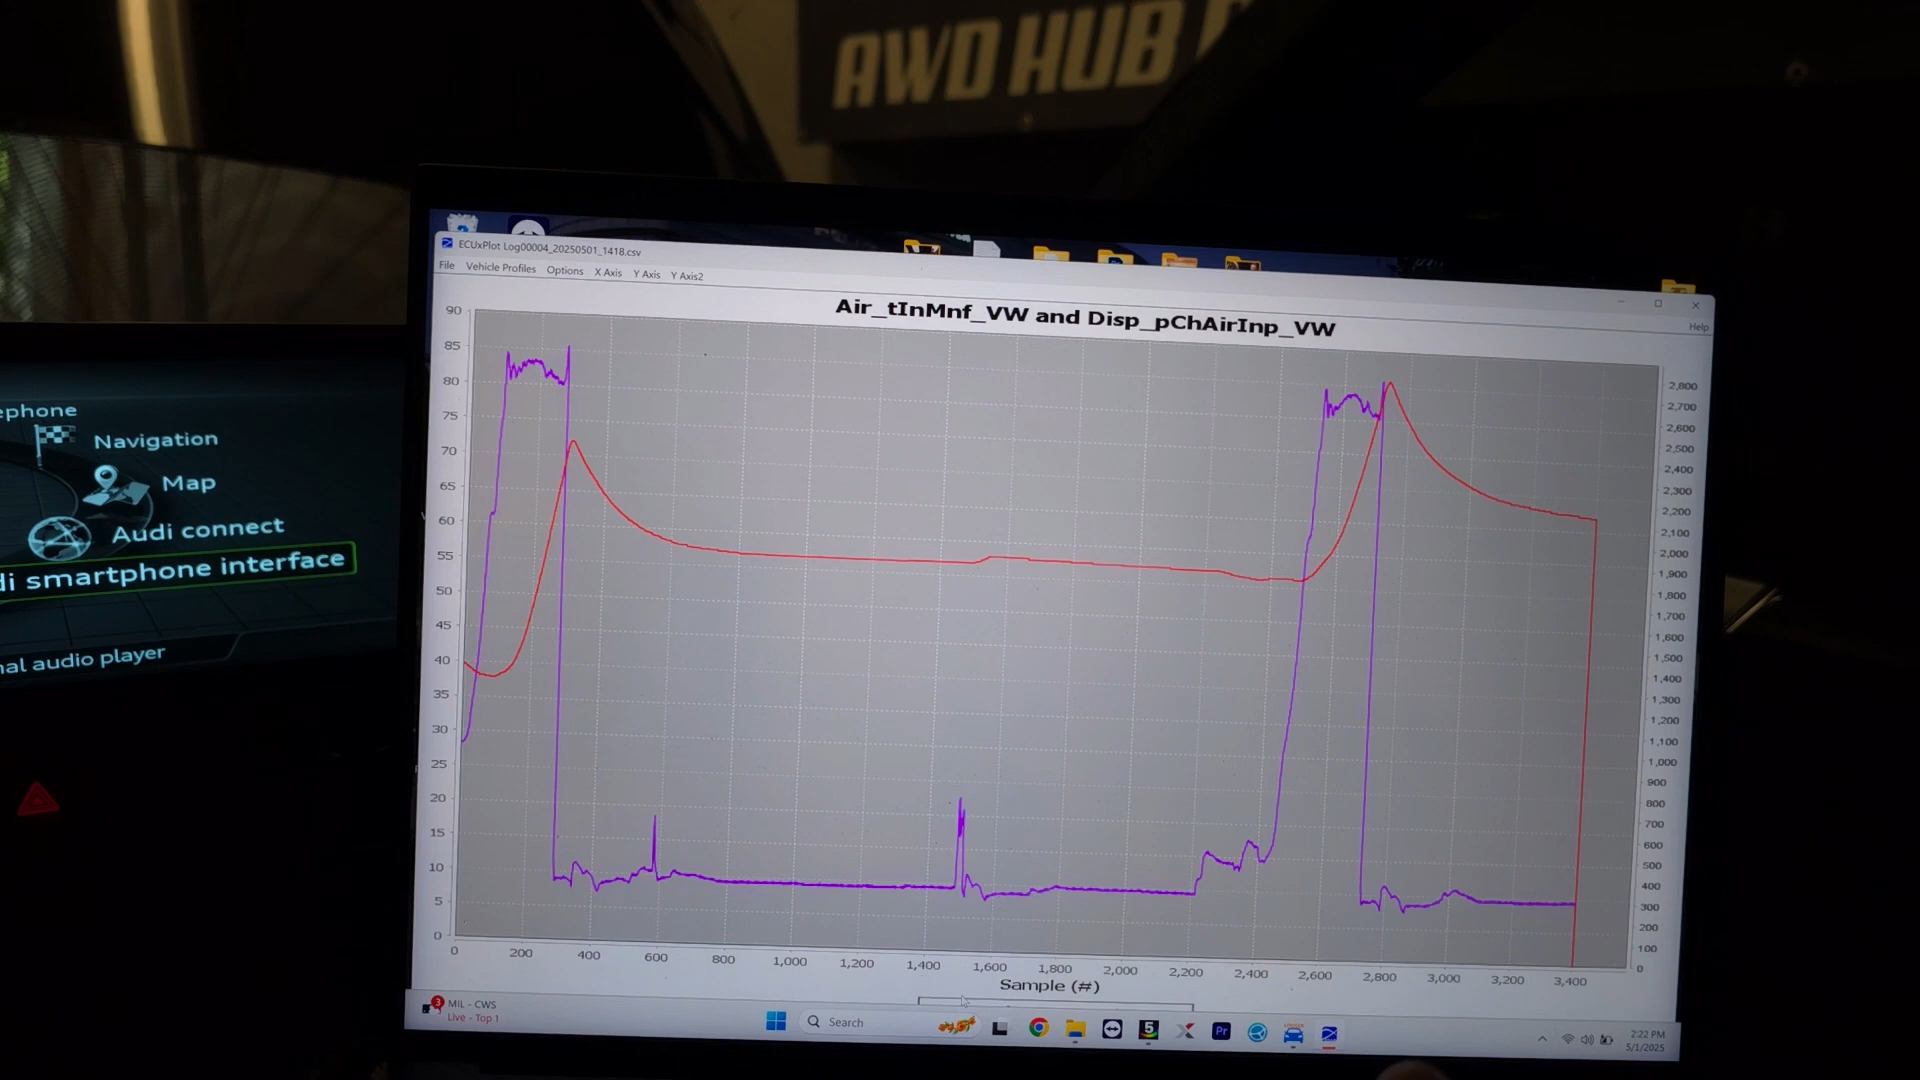 AWD HUB
ephone
Navigation
Map
Audi connect
di smartphone interface
nal audio player
ECUxPlot Log00004_20250501_1418.csv
File Vehicle Profiles Options X Axis Y Axis Y Axis2
Help
Air_tInMnf_VW and Disp_pChAirInp_VW
90
85
80
75
70
65
60
55
50
45
40
35
30
25
20
15
10
5
0
2,800
2,700
2,600
2,500
2,400
2,300
2,200
2,100
2,000
1,900
1,800
1,700
1,600
1,500
1,400
1,300
1,200
1,100
1,000
900
800
700
600
500
400
300
200
100
0
0 200 400 600 800 1,000 1,200 1,400 1,600 1,800 2,000 2,200 2,400 2,600 2,800 3,000 3,200 3,400
Sample (#)
3
MIL - CWS
Live - Top 1
Search
5
Pr
2:22 PM
5/1/2025